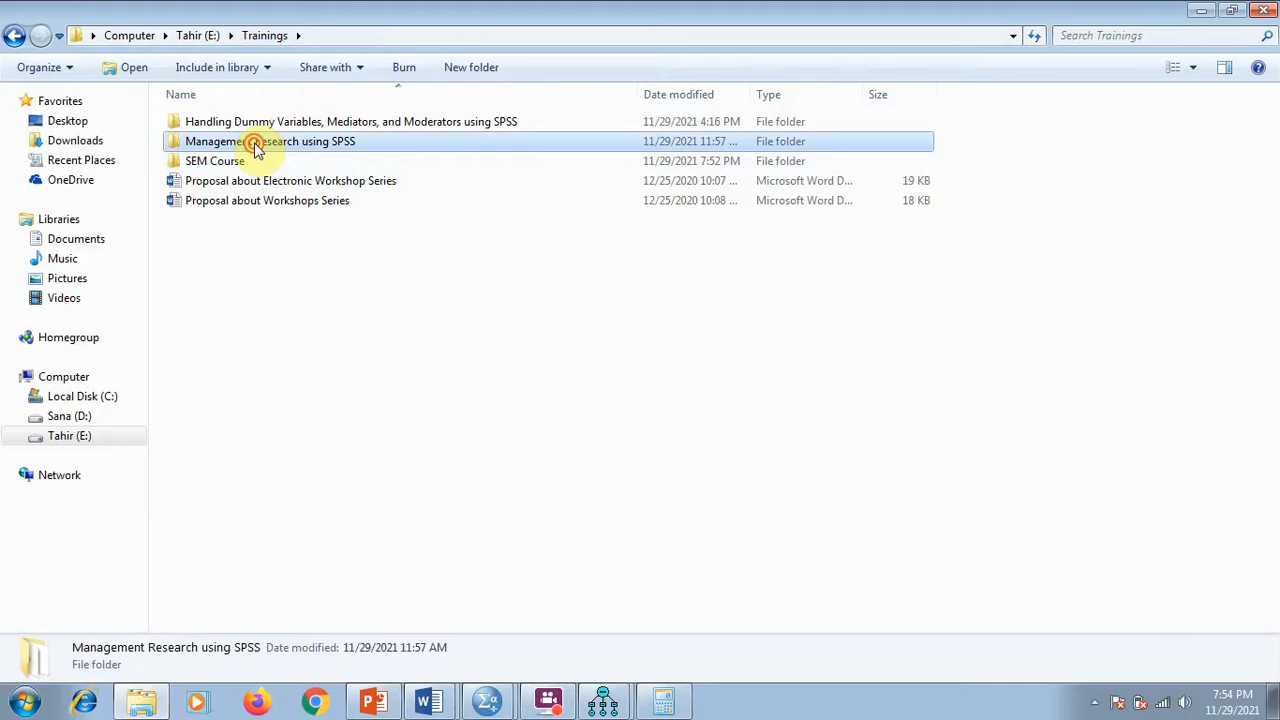 Computer Tahir (E:) Trainings
Search Trainings
Organize Open Include in library Share with Burn New folder
Name Date modified Type Size
Favorites
Desktop
Downloads
Recent Places
OneDrive
Libraries
Documents
Music
Pictures
Videos
Homegroup
Computer
Local Disk (C:)
Sana (D:)
Tahir (E:)
Network
Handling Dummy Variables, Mediators, and Moderators using SPSS 11/29/2021 4:16 PM File folder
Management Research using SPSS 11/29/2021 11:57 ... File folder
SEM Course 11/29/2021 7:52 PM File folder
Proposal about Electronic Workshop Series 12/25/2020 10:07 ... Microsoft Word D... 19 KB
Proposal about Workshops Series 12/25/2020 10:08 ... Microsoft Word D... 18 KB
Management Research using SPSS Date modified: 11/29/2021 11:57 AM
File folder
7:54 PM
11/29/2021